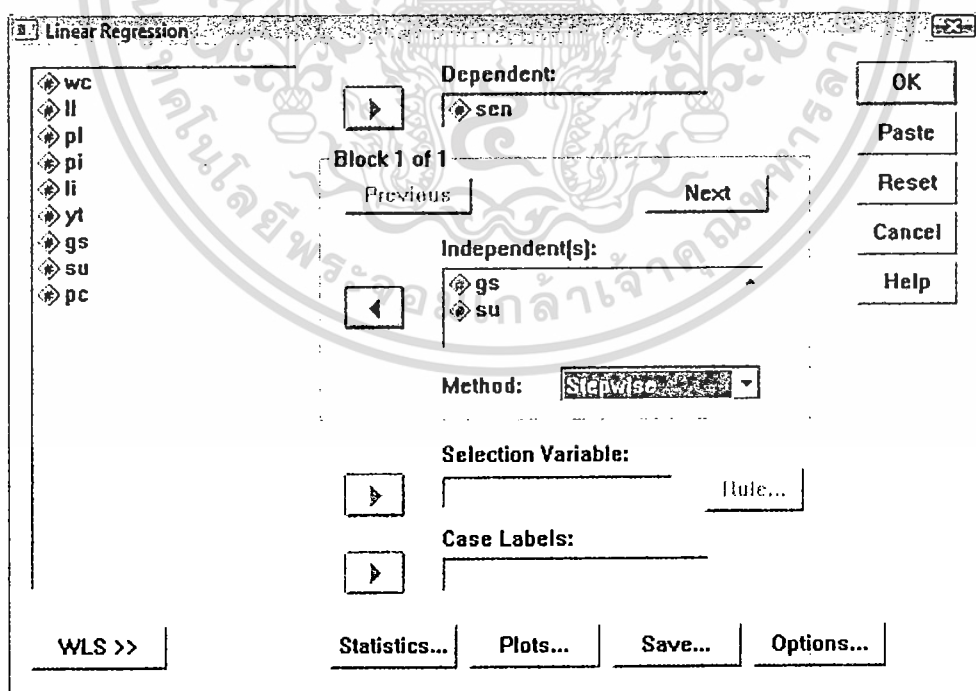 Linear Regression
wc
ll
pl
pi
li
yt
gs
su
pc
Dependent:
sen
Block 1 of 1
Previous
Next
Independent(s):
gs
su
Method:
Stepwise
Selection Variable:
Rule...
Case Labels:
WLS >>
Statistics...
Plots...
Save...
Options...
OK
Paste
Reset
Cancel
Help